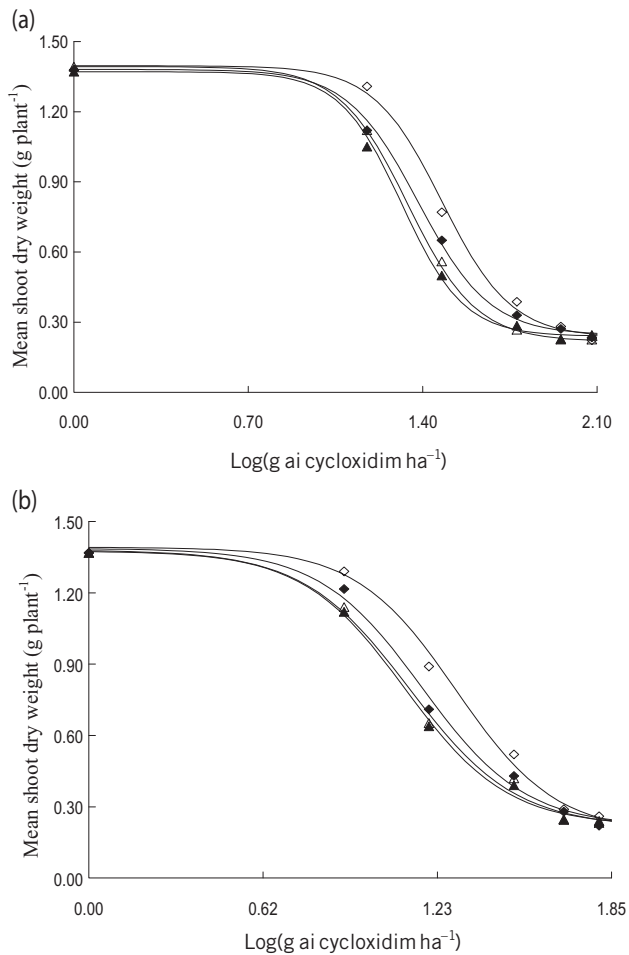 (a)
1.50
1.20
0.90
0.60
0.30
0.00
Mean shoot dry weight (g plant⁻¹)
0.00 0.70 1.40 2.10
Log(g ai cycloxidim ha⁻¹)
(b)
1.50
1.20
0.90
0.60
0.30
0.00
Mean shoot dry weight (g plant⁻¹)
0.00 0.62 1.23 1.85
Log(g ai cycloxidim ha⁻¹)